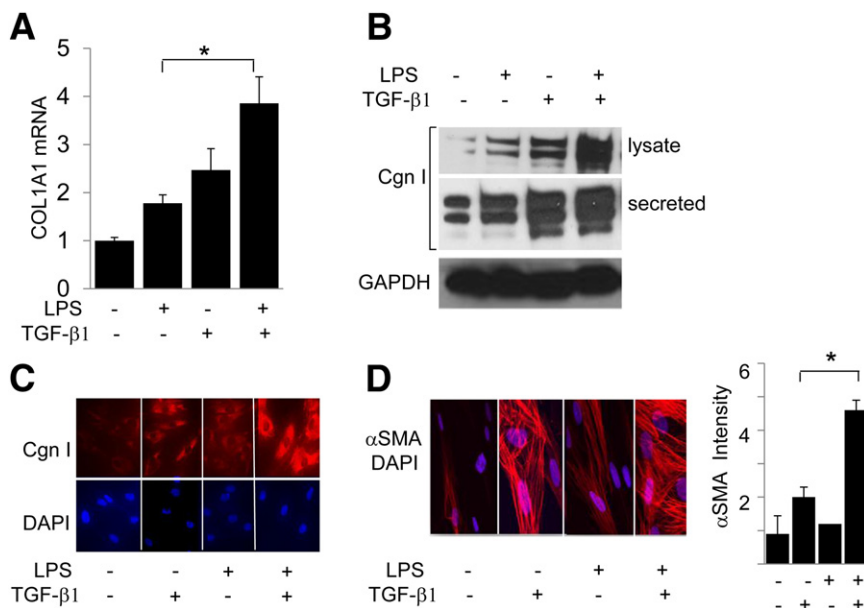 A
COL1A1 mRNA
5
4
3
2
1
0
*
LPS - + - +
TGF-β1 - - + +
B
LPS - + - +
TGF-β1 - - + +
Cgn I
lysate
secreted
GAPDH
C
Cgn I
DAPI
LPS - - + +
TGF-β1 - + - +
D
αSMA
DAPI
LPS - - + +
TGF-β1 - + - +
αSMA Intensity
6
4
2
*
- - + +
- + - +